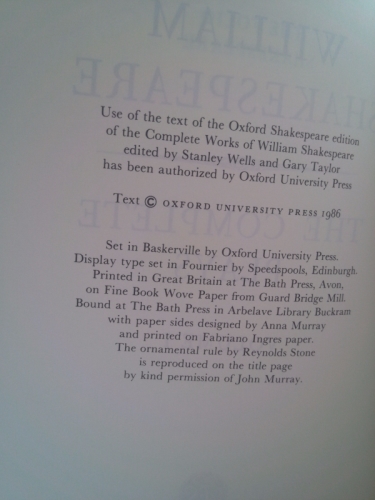 WILLIAM
SHAKESPEARE
Use of the text of the Oxford Shakespeare edition
of the Complete Works of William Shakespeare
edited by Stanley Wells and Gary Taylor
has been authorized by Oxford University Press
Text © OXFORD UNIVERSITY PRESS 1986
THE COMPLETE
Set in Baskerville by Oxford University Press.
Display type set in Fournier by Speedspools, Edinburgh.
Printed in Great Britain at The Bath Press, Avon,
on Fine Book Wove Paper from Guard Bridge Mill.
Bound at The Bath Press in Arbelave Library Buckram
with paper sides designed by Anna Murray
and printed on Fabriano Ingres paper.
The ornamental rule by Reynolds Stone
is reproduced on the title page
by kind permission of John Murray.